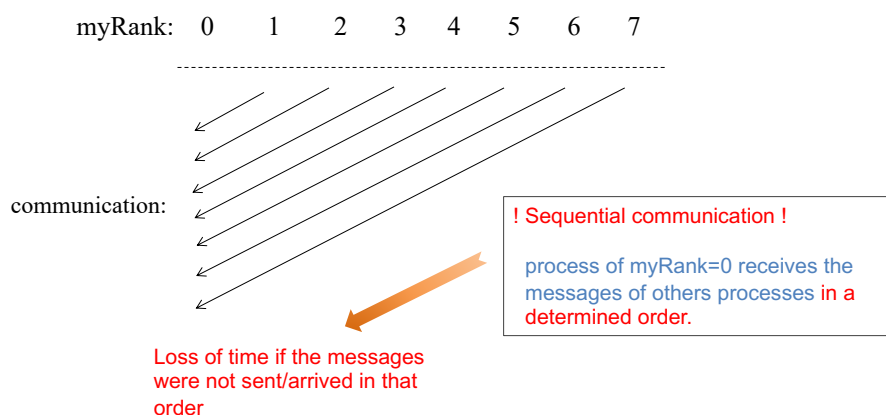 myRank: 0 1 2 3 4 5 6 7
communication:
! Sequential communication !
process of myRank=0 receives the
messages of others processes in a
determined order.
Loss of time if the messages
were not sent/arrived in that
order